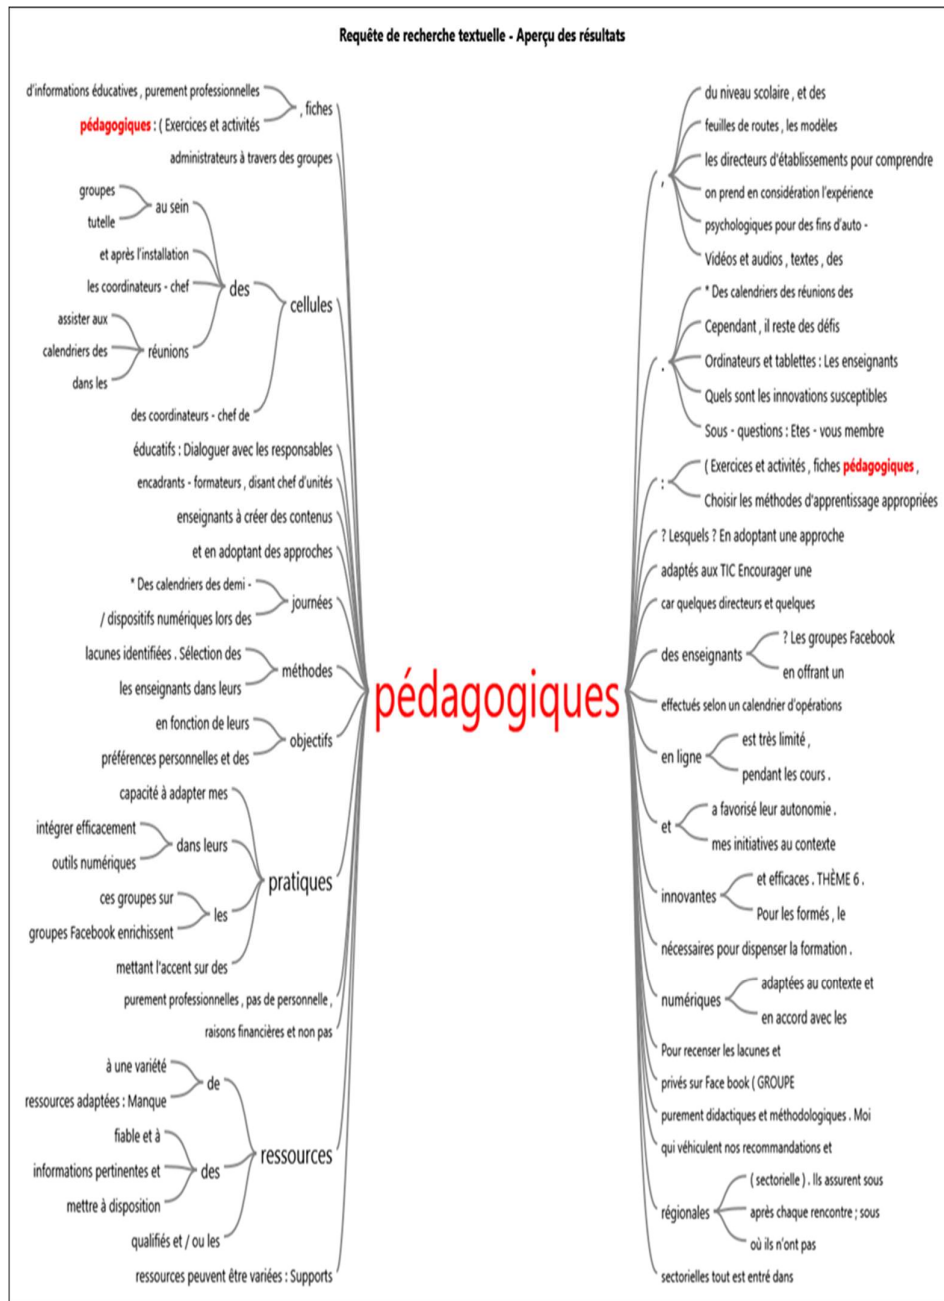 Requête de recherche textuelle - Aperçu des résultats
d'informations éducatives , purement professionnelles
, fiches
pédagogiques : ( Exercices et activités
administrateurs à travers des groupes
groupes
au sein
tutelle
et après l'installation
les coordinateurs - chef
des
cellules
assister aux
calendriers des
réunions
dans les
des coordinateurs - chef de
éducatifs : Dialoguer avec les responsables
encadrants - formateurs , disant chef d'unités
enseignants à créer des contenus
et en adoptant des approches
* Des calendriers des demi -
journées
/ dispositifs numériques lors des
lacunes identifiées . Sélection des
méthodes
les enseignants dans leurs
en fonction de leurs
objectifs
préférences personnelles et des
capacité à adapter mes
intégrer efficacement
dans leurs
outils numériques
pratiques
ces groupes sur
les
groupes Facebook enrichissent
mettant l'accent sur des
purement professionnelles , pas de personnelle ,
raisons financières et non pas
à une variété
de
ressources adaptées : Manque
fiable et à
ressources
informations pertinentes et
des
mettre à disposition
qualifiés et / ou les
ressources peuvent être variées : Supports
pédagogiques
,
du niveau scolaire , et des
feuilles de routes , les modèles
les directeurs d'établissements pour comprendre
on prend en considération l'expérience
psychologiques pour des fins d'auto -
Vidéos et audios , textes , des
.
* Des calendriers des réunions des
Cependant , il reste des défis
Ordinateurs et tablettes : Les enseignants
Quels sont les innovations susceptibles
Sous - questions : Etes - vous membre
:
( Exercices et activités , fiches pédagogiques ,
Choisir les méthodes d'apprentissage appropriées
? Lesquels ? En adoptant une approche
adaptés aux TIC Encourager une
car quelques directeurs et quelques
des enseignants
? Les groupes Facebook
en offrant un
effectués selon un calendrier d'opérations
en ligne
est très limité ,
pendant les cours .
et
a favorisé leur autonomie .
mes initiatives au contexte
innovantes
et efficaces . THÈME 6 .
Pour les formés , le
nécessaires pour dispenser la formation .
numériques
adaptées au contexte et
en accord avec les
Pour recenser les lacunes et
privés sur Face book ( GROUPE
purement didactiques et méthodologiques . Moi
qui véhiculent nos recommandations et
régionales
( sectorielle ) . Ils assurent sous
après chaque rencontre ; sous
où ils n'ont pas
sectorielles tout est entré dans